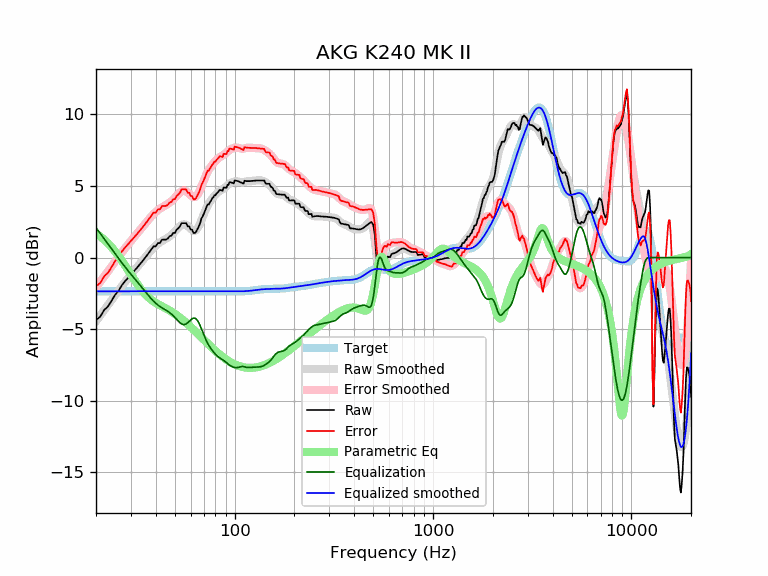 AKG K240 MK II
10
5
0
−5
−10
−15
Amplitude (dBr)
Target
Raw Smoothed
Error Smoothed
Raw
Error
Parametric Eq
Equalization
Equalized smoothed
100
1000
10000
Frequency (Hz)